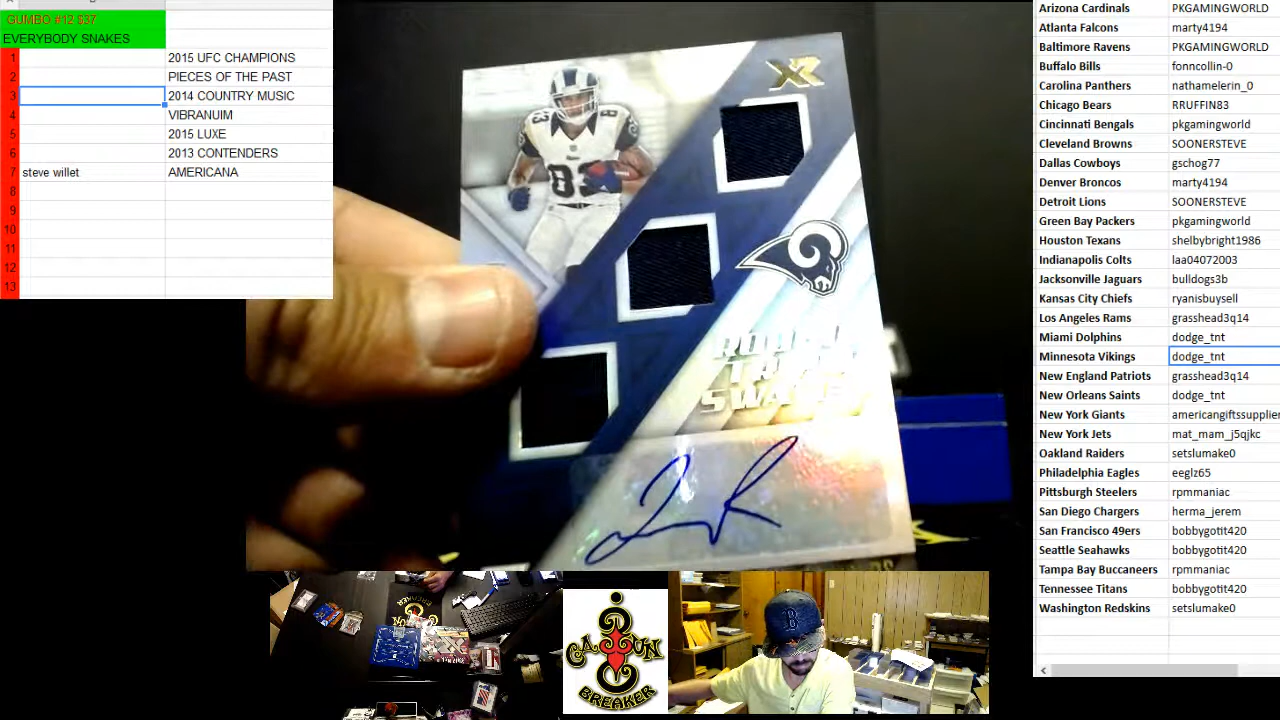 GUMBO #12 $37
EVERYBODY SNAKES
1 2015 UFC CHAMPIONS
2 PIECES OF THE PAST
3 2014 COUNTRY MUSIC
4 VIBRANUIM
5 2015 LUXE
6 2013 CONTENDERS
7 steve willet AMERICANA
8
9
10
11
12
13
XR
83
83
CAJUN
BREAKER
Arizona Cardinals PKGAMINGWORLD
Atlanta Falcons marty4194
Baltimore Ravens PKGAMINGWORLD
Buffalo Bills fonncollin-0
Carolina Panthers nathamelerin_0
Chicago Bears RRUFFIN83
Cincinnati Bengals pkgamingworld
Cleveland Browns SOONERSTEVE
Dallas Cowboys gschog77
Denver Broncos marty4194
Detroit Lions SOONERSTEVE
Green Bay Packers pkgamingworld
Houston Texans shelbybright1986
Indianapolis Colts laa04072003
Jacksonville Jaguars bulldogs3b
Kansas City Chiefs ryanisbuysell
Los Angeles Rams grasshead3q14
Miami Dolphins dodge_tnt
Minnesota Vikings dodge_tnt
New England Patriots grasshead3q14
New Orleans Saints dodge_tnt
New York Giants americangiftssupplier
New York Jets mat_mam_j5qjkc
Oakland Raiders setslumake0
Philadelphia Eagles eeglz65
Pittsburgh Steelers rpmmaniac
San Diego Chargers herma_jerem
San Francisco 49ers bobbygotit420
Seattle Seahawks bobbygotit420
Tampa Bay Buccaneers rpmmaniac
Tennessee Titans bobbygotit420
Washington Redskins setslumake0